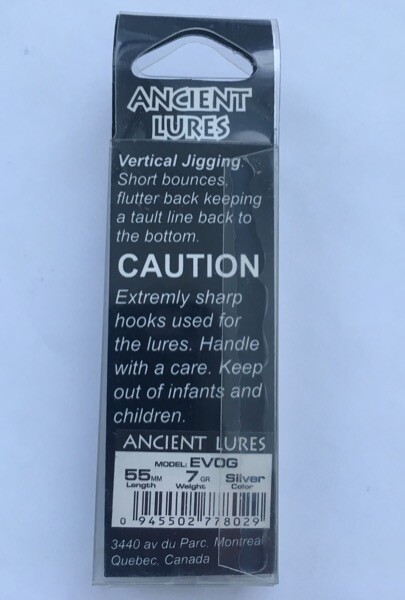 ANCIENT
LURES
Vertical Jigging.
Short bounces,
flutter back keeping
a tault line back to
the bottom.
CAUTION
Extremly sharp
hooks used for
the lures. Handle
with a care. Keep
out of infants and
children.
ANCIENT LURES
MODEL: EVOG
55MM 7 GR Silver
Length Weight Color
0 945502 778029
3440 av du Parc. Montreal
Quebec, Canada